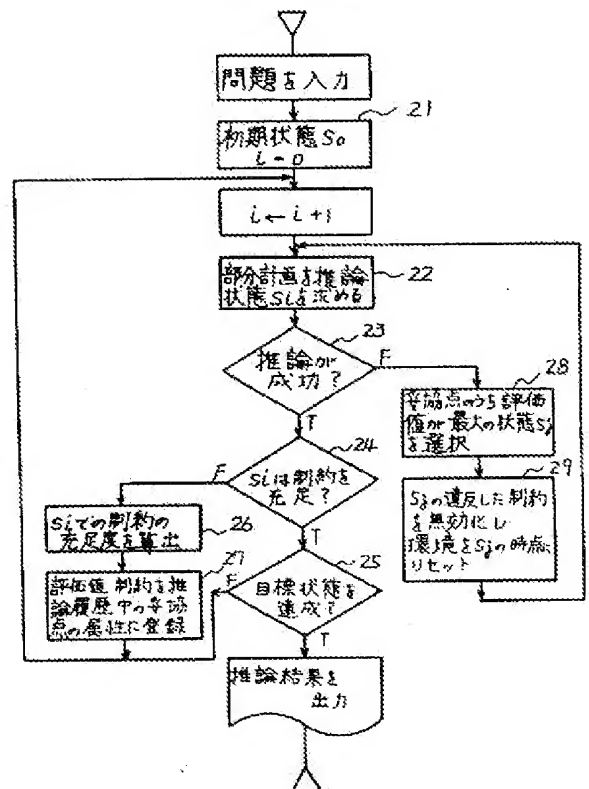 問題を入力
21
初期状態S0
i=0
i←i+1
部分計画を推論
状態Siを求める
22
23
推論が
成功?
F
T
28
妥協点のうち評価
値が最大の状態Sj
を選択
24
Siは制約を
充足?
F
T
29
Sjの違反した制約
を無効化し
環境をSjの時点に
リセット
Siでの制約の
充足度を算出
26
25
目標状態を
達成?
F
T
27
評価値、制約を推
論履歴中の妥協
点の属性に登録
推論結果を
出力